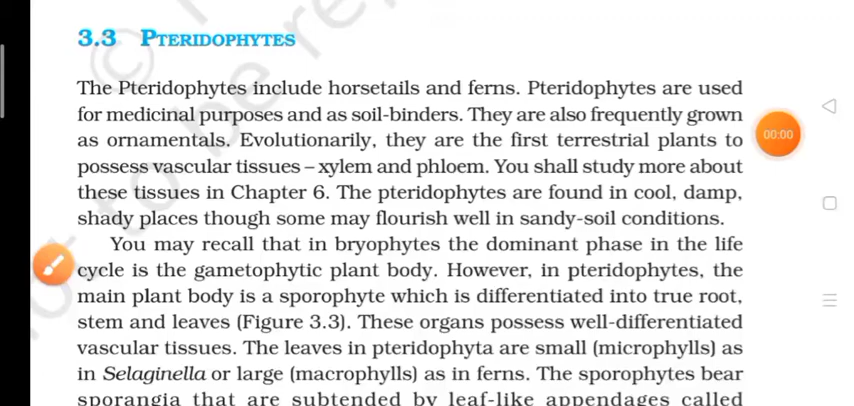 3.3 PTERIDOPHYTES
The Pteridophytes include horsetails and ferns. Pteridophytes are used
for medicinal purposes and as soil-binders. They are also frequently grown
as ornamentals. Evolutionarily, they are the first terrestrial plants to
possess vascular tissues – xylem and phloem. You shall study more about
these tissues in Chapter 6. The pteridophytes are found in cool, damp,
shady places though some may flourish well in sandy-soil conditions.
You may recall that in bryophytes the dominant phase in the life
cycle is the gametophytic plant body. However, in pteridophytes, the
main plant body is a sporophyte which is differentiated into true root,
stem and leaves (Figure 3.3). These organs possess well-differentiated
vascular tissues. The leaves in pteridophyta are small (microphylls) as
in Selaginella or large (macrophylls) as in ferns. The sporophytes bear
sporangia that are subtended by leaf-like appendages called
00:00